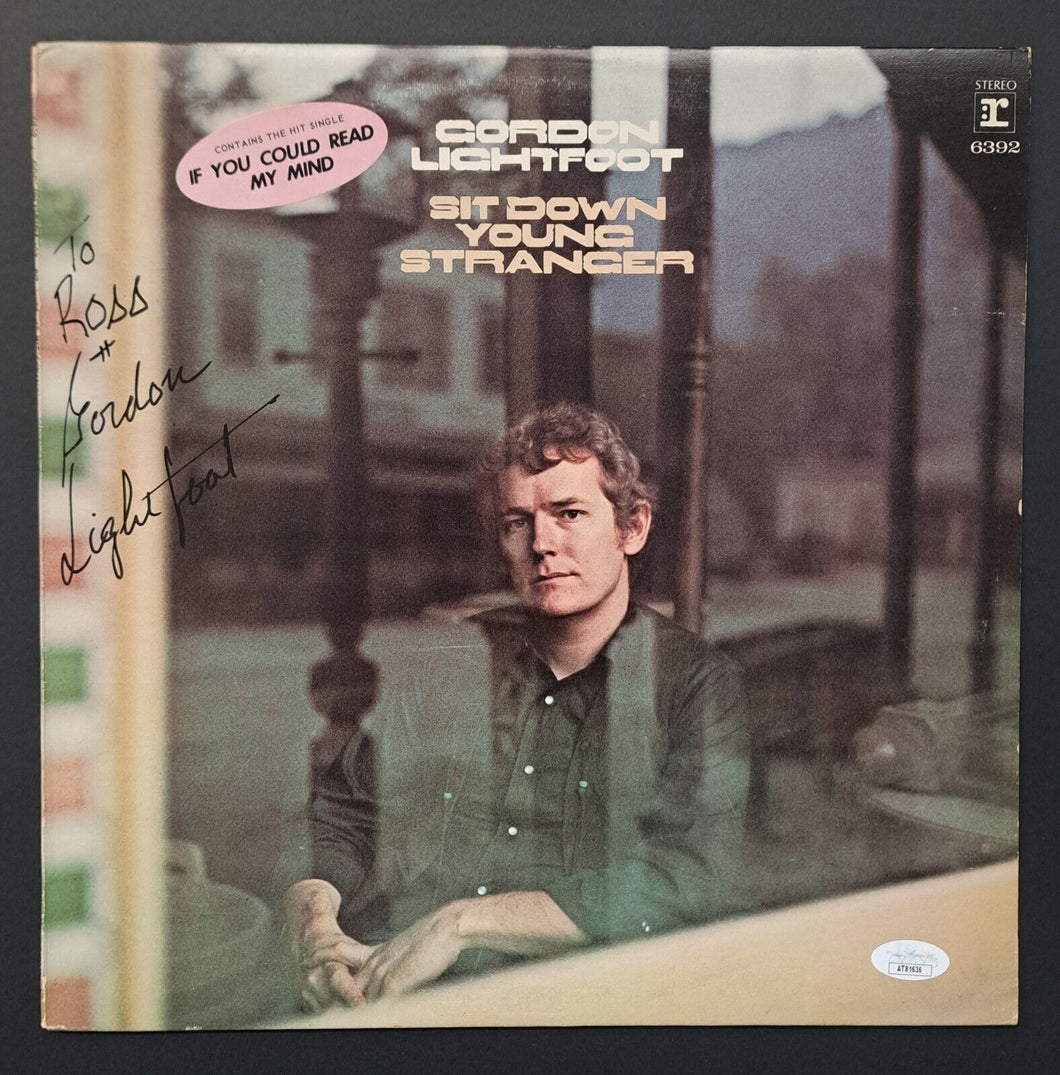 STEREO
r
6392
CONTAINS THE HIT SINGLE
IF YOU COULD READ
MY MIND
GORDON
LIGHTFOOT
SIT DOWN
YOUNG
STRANGER
To
Ross
Gordon
Lightfoot
AT81636